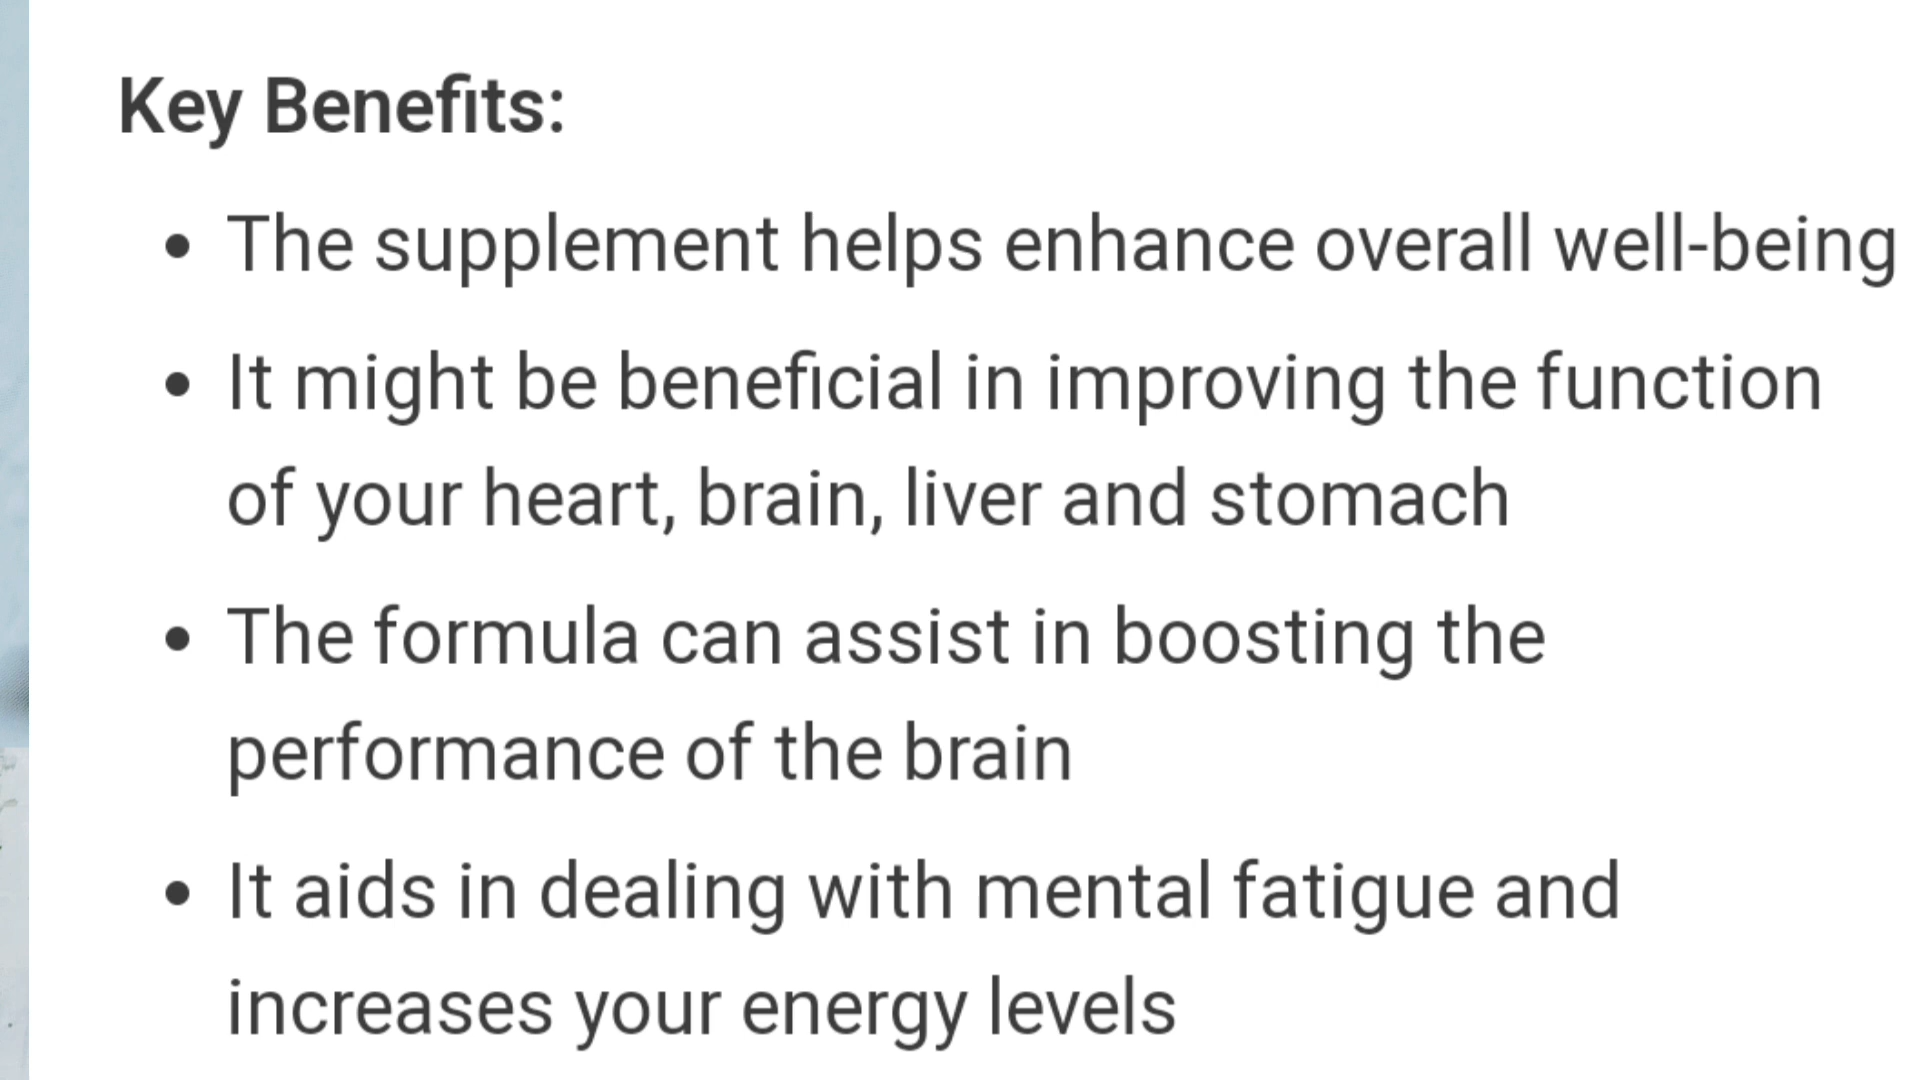 Key Benefits:
• The supplement helps enhance overall well-being
• It might be beneficial in improving the function
of your heart, brain, liver and stomach
• The formula can assist in boosting the
performance of the brain
• It aids in dealing with mental fatigue and
increases your energy levels